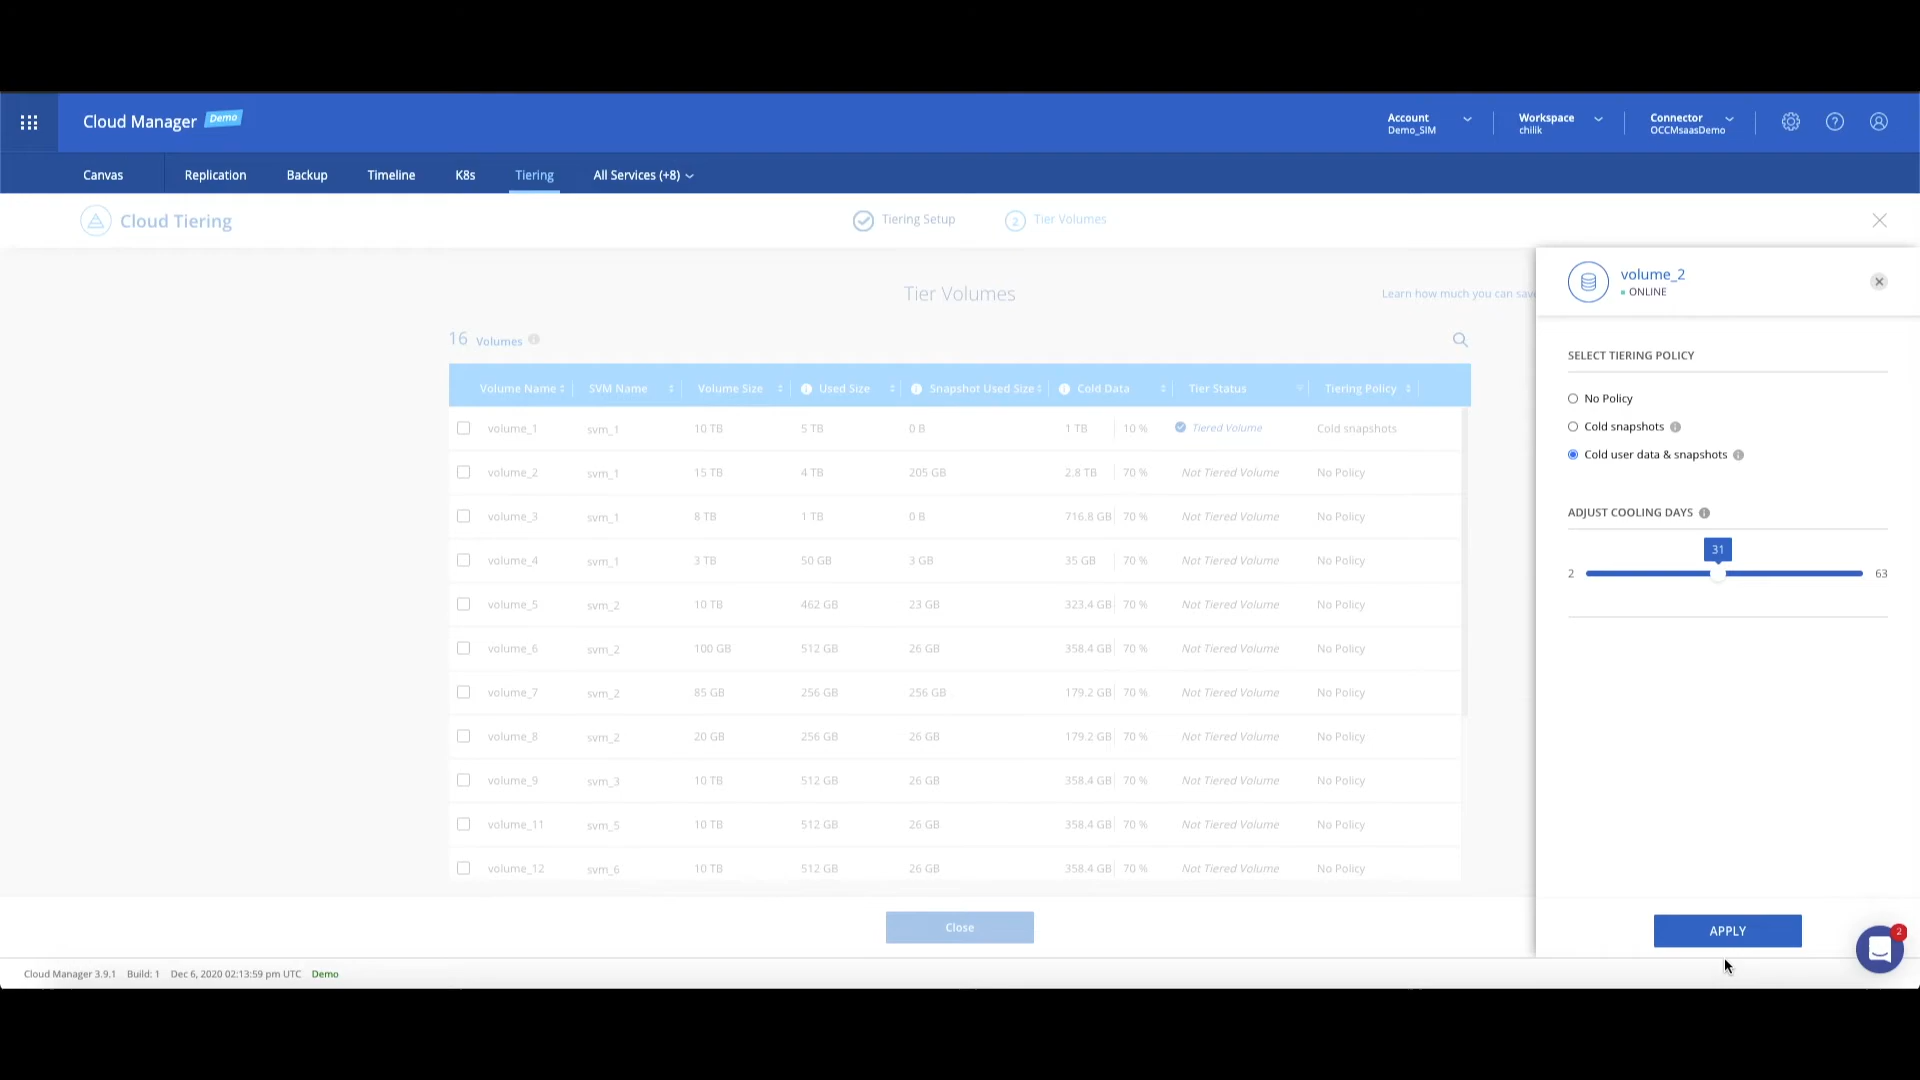 Cloud Manager Demo
Account
Demo_SIM
Workspace
chilik
Connector
OCCMsaasDemo
Canvas Replication Backup Timeline K8s Tiering All Services (+8)
Cloud Tiering
Tiering Setup
2 Tier Volumes
Tier Volumes
Learn how much you can save
16 Volumes
Volume Name SVM Name Volume Size Used Size Snapshot Used Size Cold Data Tier Status Tiering Policy
volume_1 svm_1 10 TB 5 TB 0 B 1 TB 10 % Tiered Volume Cold snapshots
volume_2 svm_1 15 TB 4 TB 205 GB 2.8 TB 70 % Not Tiered Volume No Policy
volume_3 svm_1 8 TB 1 TB 0 B 716.8 GB 70 % Not Tiered Volume No Policy
volume_4 svm_1 3 TB 50 GB 3 GB 35 GB 70 % Not Tiered Volume No Policy
volume_5 svm_2 10 TB 462 GB 23 GB 323.4 GB 70 % Not Tiered Volume No Policy
volume_6 svm_2 100 GB 512 GB 26 GB 358.4 GB 70 % Not Tiered Volume No Policy
volume_7 svm_2 85 GB 256 GB 256 GB 179.2 GB 70 % Not Tiered Volume No Policy
volume_8 svm_2 20 GB 256 GB 26 GB 179.2 GB 70 % Not Tiered Volume No Policy
volume_9 svm_3 10 TB 512 GB 26 GB 358.4 GB 70 % Not Tiered Volume No Policy
volume_11 svm_5 10 TB 512 GB 26 GB 358.4 GB 70 % Not Tiered Volume No Policy
volume_12 svm_6 10 TB 512 GB 26 GB 358.4 GB 70 % Not Tiered Volume No Policy
Close
volume_2
ONLINE
SELECT TIERING POLICY
No Policy
Cold snapshots
Cold user data & snapshots
ADJUST COOLING DAYS
31
2 63
APPLY
2
Cloud Manager 3.9.1 Build: 1 Dec 6, 2020 02:13:59 pm UTC Demo